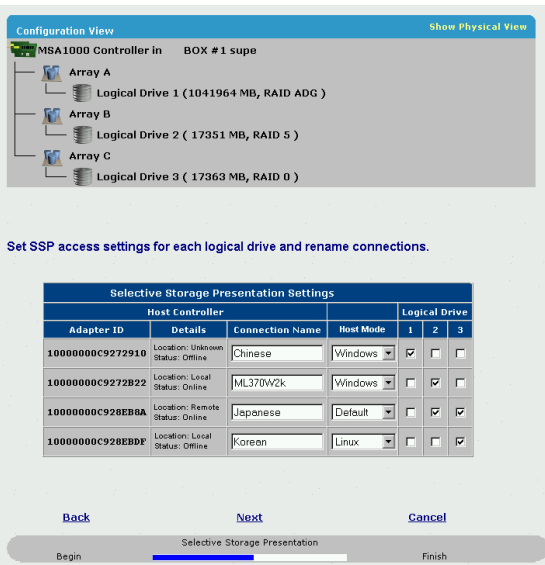 Configuration View
Show Physical View
MSA1000 Controller in BOX #1 supe
Array A
Logical Drive 1 (1041964 MB, RAID ADG )
Array B
Logical Drive 2 ( 17351 MB, RAID 5 )
Array C
Logical Drive 3 ( 17363 MB, RAID 0 )
Set SSP access settings for each logical drive and rename connections.
Selective Storage Presentation Settings
Host Controller Logical Drive
Adapter ID Details Connection Name Host Mode 1 2 3
10000000C9272910 Location: Unknown Status: Offline Chinese Windows
10000000C9272B22 Location: Local Status: Online ML370W2k Windows
10000000C928EB8A Location: Remote Status: Online Japanese Default
10000000C928EBDF Location: Local Status: Offline Korean Linux
Back Next Cancel
Selective Storage Presentation
Begin Finish